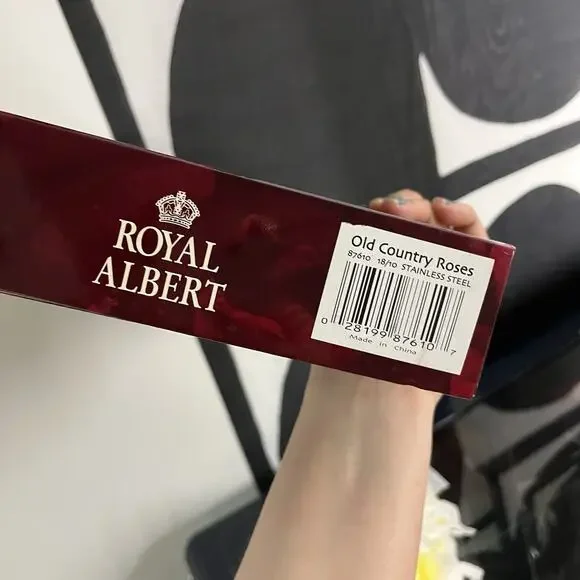 ROYAL
ALBERT
Old Country Roses
87610 18/10 STAINLESS STEEL
0 28199 87610 7
Made in China